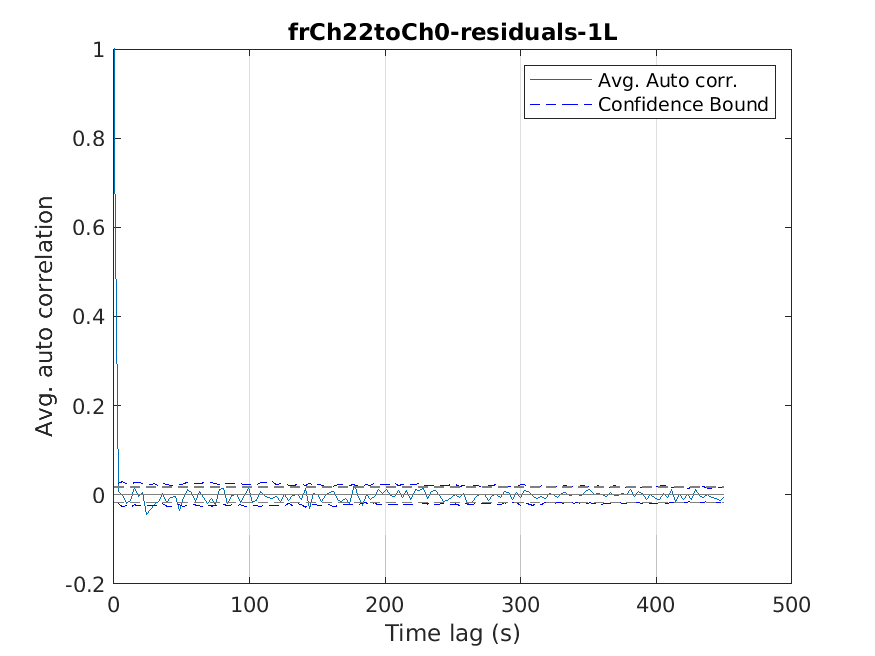 frCh22toCh0-residuals-1L
Avg. Auto corr.
Confidence Bound
Avg. auto correlation
1
0.8
0.6
0.4
0.2
0
-0.2
0 100 200 300 400 500
Time lag (s)